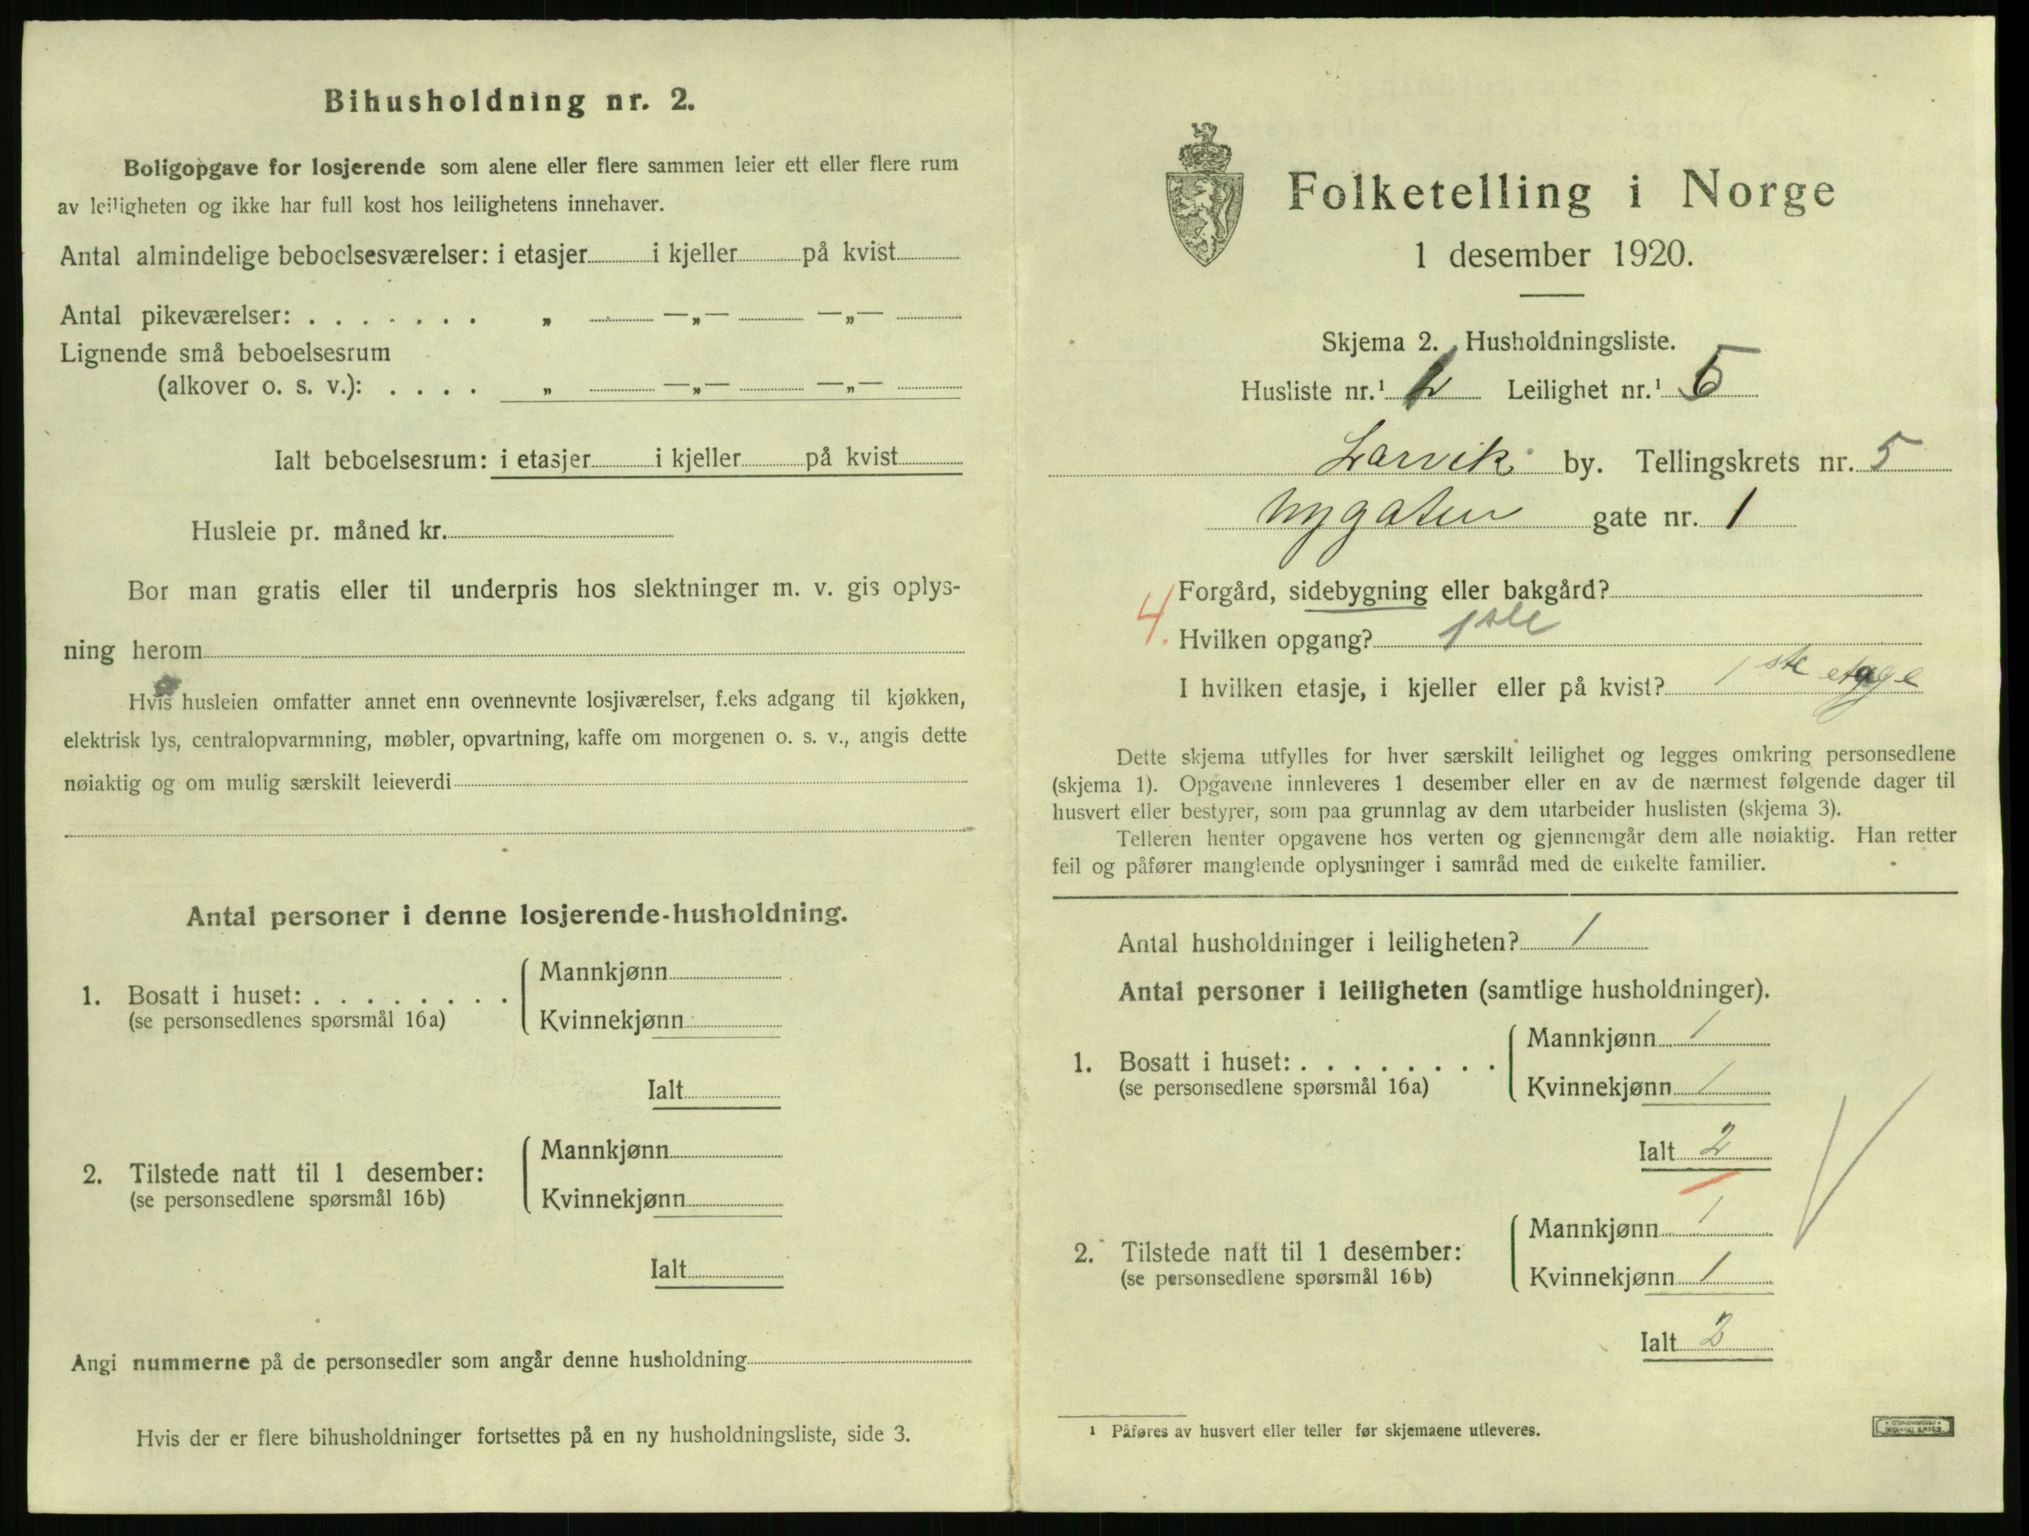 Bihusholdning nr. 2.
Boligopgave for losjerende som alene eller flere sammen leier ett eller flere rum
av leiligheten og ikke har full kost hos leilighetens innehaver.
Antal almindelige beboelsesværelser: i etasjer i kjeller på kvist
Antal pikeværelser: . . . . . . . „ —„— —„—
Lignende små beboelsesrum
(alkover o. s. v.): . . . . „ —„— —„—
Ialt beboelsesrum: i etasjer i kjeller på kvist
Husleie pr. måned kr.
Bor man gratis eller til underpris hos slektninger m. v. gis oplys-
ning herom
Hvis husleien omfatter annet enn ovennevnte losjiværelser, f.eks adgang til kjøkken,
elektrisk lys, centralopvarmning, møbler, opvartning, kaffe om morgenen o. s. v., angis dette
nøiaktig og om mulig særskilt leieverdi
Antal personer i denne losjerende-husholdning.
Mannkjønn
1. Bosatt i huset: . . . . . . . .
(se personsedlenes spørsmål 16a)
Kvinnekjønn
Ialt
Mannkjønn
2. Tilstede natt til 1 desember:
(se personsedlene spørsmål 16b)
Kvinnekjønn
Ialt
Angi nummerne på de personsedler som angår denne husholdning
Hvis der er flere bihusholdninger fortsettes på en ny husholdningsliste, side 3.
Folketelling i Norge
1 desember 1920.
Skjema 2. Husholdningsliste.
Husliste nr.¹ 2 Leilighet nr.¹ 5
Larvik by. Tellingskrets nr. 5
Nygaten gate nr. 1
Forgård, sidebygning eller bakgård?
4. Hvilken opgang? 1ste
I hvilken etasje, i kjeller eller på kvist? 1ste etage
Dette skjema utfylles for hver særskilt leilighet og legges omkring personsedlene
(skjema 1). Opgavene innleveres 1 desember eller en av de nærmest følgende dager til
husvert eller bestyrer, som paa grunnlag av dem utarbeider huslisten (skjema 3).
Telleren henter opgavene hos verten og gjennemgår dem alle nøiaktig. Han retter
feil og påfører manglende oplysninger i samråd med de enkelte familier.
Antal husholdninger i leiligheten? 1
Antal personer i leiligheten (samtlige husholdninger).
Mannkjønn 1
1. Bosatt i huset: . . . . . . . .
(se personsedlene spørsmål 16a)
Kvinnekjønn 1
Ialt 2
Mannkjønn 1
2. Tilstede natt til 1 desember:
(se personsedlene spørsmål 16b)
Kvinnekjønn 1
Ialt 2
¹ Påføres av husvert eller teller før skjemaene utleveres.